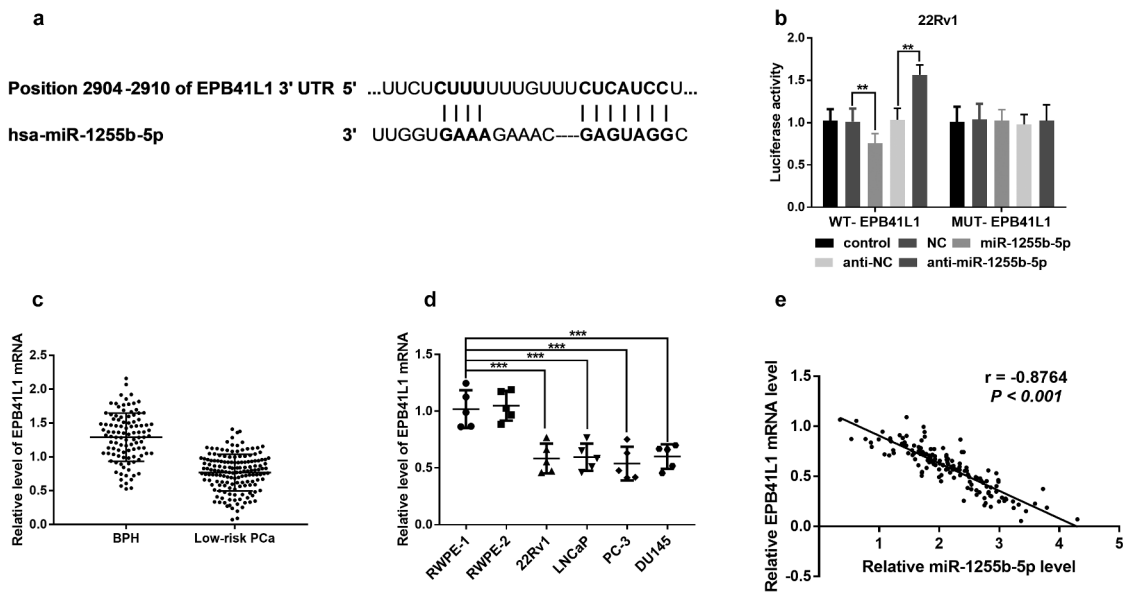 a
Position 2904-2910 of EPB41L1 3' UTR 5' ...UUCUCUUUUUUGUUUCUCAUCCU...
hsa-miR-1255b-5p 3' UUGGUGAAAGAAAC----GAGUAGGC
b
22Rv1
Luciferase activity
2.0
1.5
1.0
0.5
0.0
** **
WT- EPB41L1 MUT- EPB41L1
control NC miR-1255b-5p
anti-NC anti-miR-1255b-5p
c
Relative level of EPB41L1 mRNA
2.5
2.0
1.5
1.0
0.5
0.0
BPH Low-risk PCa
d
Relative level of EPB41L1 mRNA
1.5
1.0
0.5
0.0
***
***
***
***
RWPE-1 RWPE-2 22Rv1 LNCaP PC-3 DU145
e
Relative EPB41L1 mRNA level
1.5
1.0
0.5
0.0
-0.5
r = -0.8764
P < 0.001
1 2 3 4 5
Relative miR-1255b-5p level